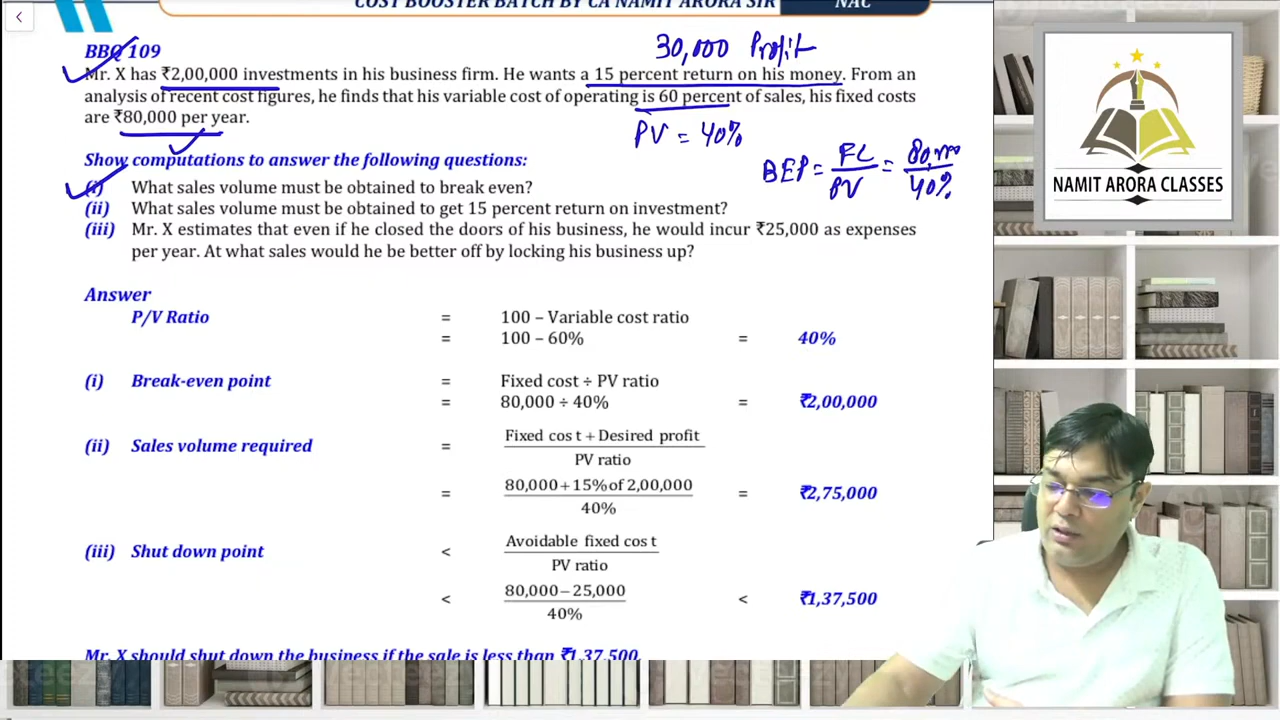 COST BOOSTER BATCH BY CA NAMIT ARORA SIR
NAC
BBQ 109
30,000 Profit
Mr. X has ₹2,00,000 investments in his business firm. He wants a 15 percent return on his money. From an
analysis of recent cost figures, he finds that his variable cost of operating is 60 percent of sales, his fixed costs
are ₹80,000 per year.
PV = 40%
Show computations to answer the following questions:
BEP = FC/PV = 80,000/40%
(i) What sales volume must be obtained to break even?
(ii) What sales volume must be obtained to get 15 percent return on investment?
(iii) Mr. X estimates that even if he closed the doors of his business, he would incur ₹25,000 as expenses
per year. At what sales would he be better off by locking his business up?
Answer
P/V Ratio = 100 – Variable cost ratio
= 100 – 60% = 40%
(i) Break-even point = Fixed cost ÷ PV ratio
= 80,000 ÷ 40% = ₹2,00,000
(ii) Sales volume required = Fixed cos t + Desired profit
PV ratio
= 80,000 + 15% of 2,00,000 = ₹2,75,000
40%
(iii) Shut down point < Avoidable fixed cos t
PV ratio
< 80,000 – 25,000 < ₹1,37,500
40%
Mr. X should shut down the business if the sale is less than ₹1,37,500.
NAMIT ARORA CLASSES